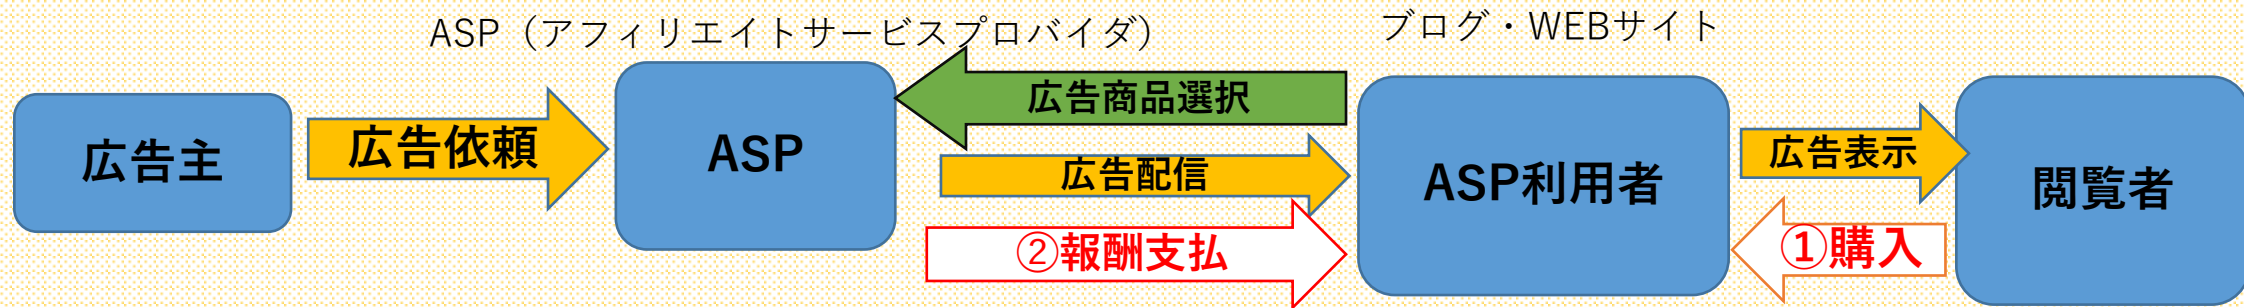 ASP（アフィリエイトサービスプロバイダ）
ブログ・WEBサイト
広告主
広告依頼
ASP
広告商品選択
広告配信
②報酬支払
ASP利用者
広告表示
①購入
閲覧者